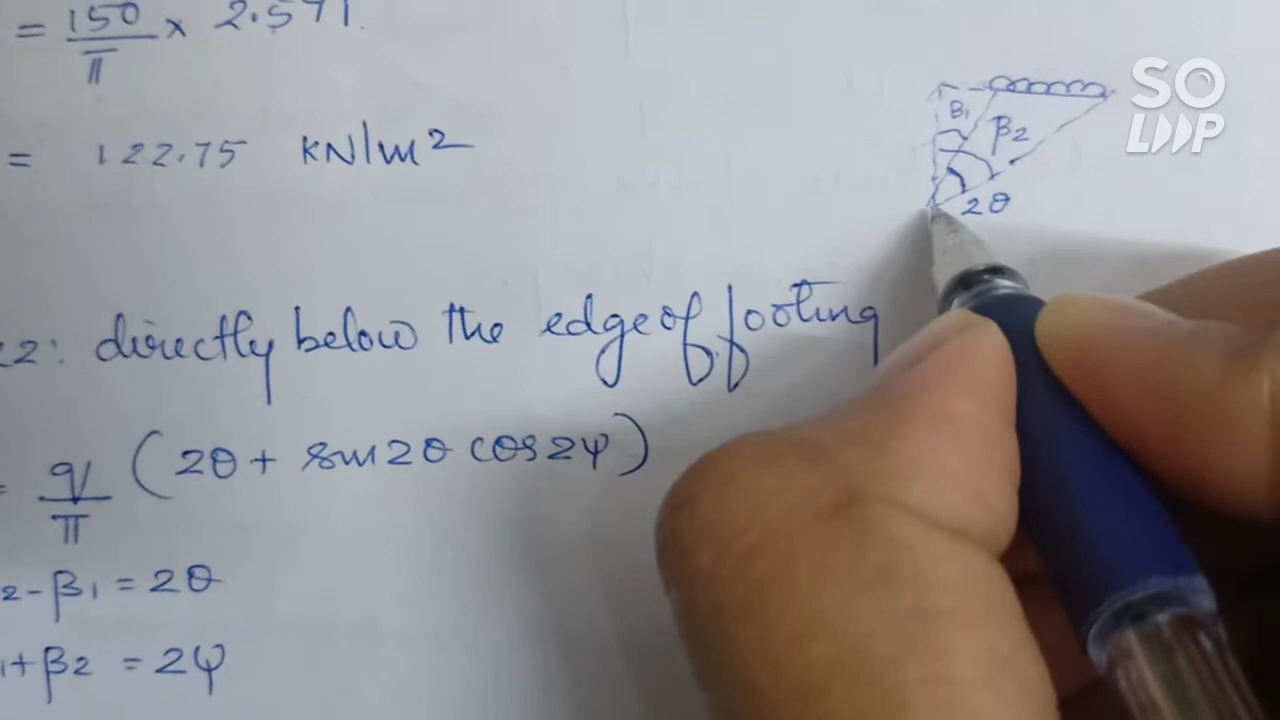 = 150/π × 2.571
= 122.75 kN/m2
SO LOOP
β1
β2
2θ
2: directly below the edge of footing
= q/π (2θ + sin2θ cos2ψ)
2 - β1 = 2θ
1 + β2 = 2ψ